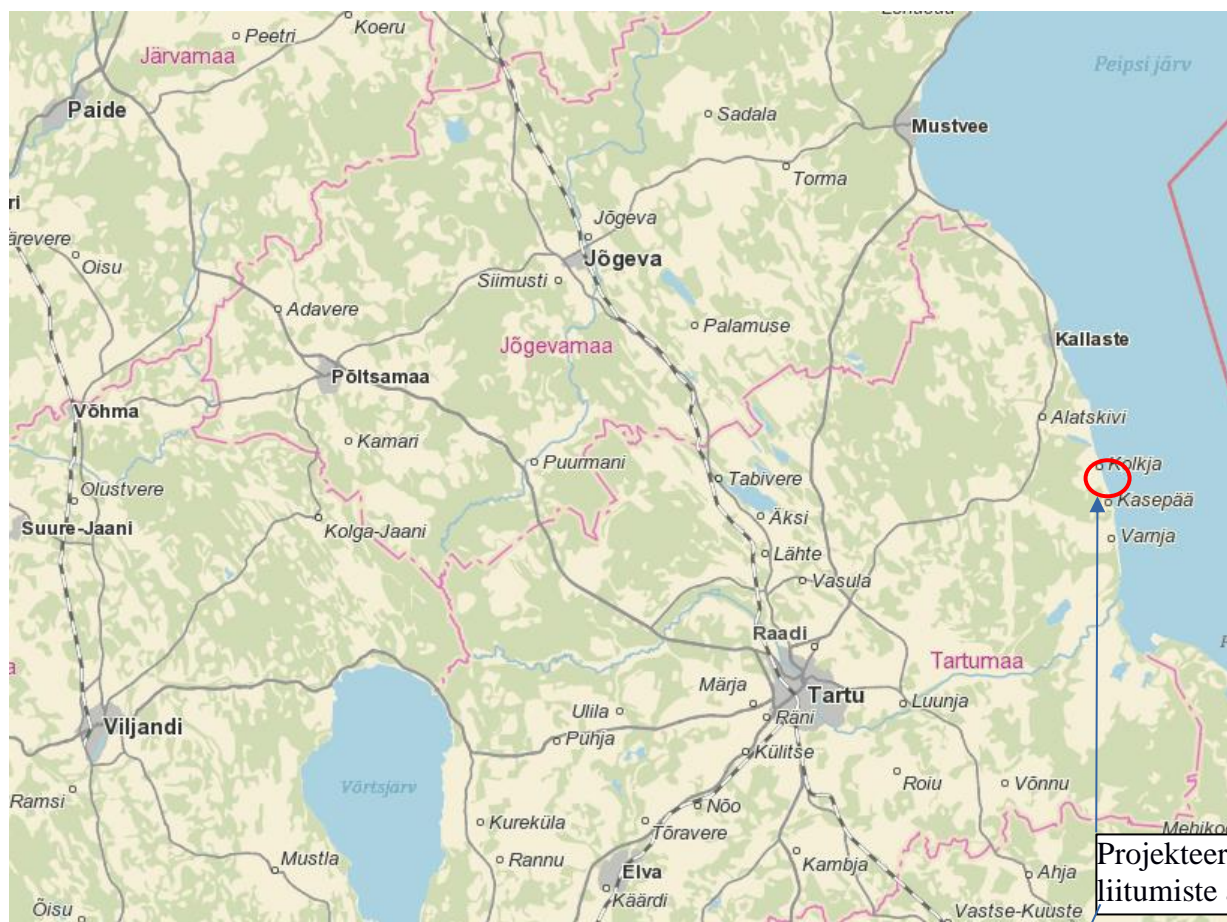 Koeru
Peetri
Järvamaa
Peipsi järv
Paide
Sadala
Mustvee
Torma
Jõgeva
Oisu
Jõgeva
Siimusti
Adavere
Palamuse
Jõgevamaa
Kallaste
Põltsamaa
Võhma
Alatskivi
Kamari
Puurmani
Kolkja
Tabivere
Olustvere
Kasepää
Äksi
Suure-Jaani
Kolga-Jaani
Varnja
Lähte
Vasula
Raadi
Tartumaa
Märja
Tartu
Luunja
Ulila
Viljandi
Räni
Puhja
Külitse
Roiu
Võnnu
Võrtsjärv
Ramsi
Nõo
Kureküla
Tõravere
Mustla
Rannu
Kambja
Projekteer
liitumiste
Elva
Ahja
Käärdi
Õisu
Vastse-Kuuste